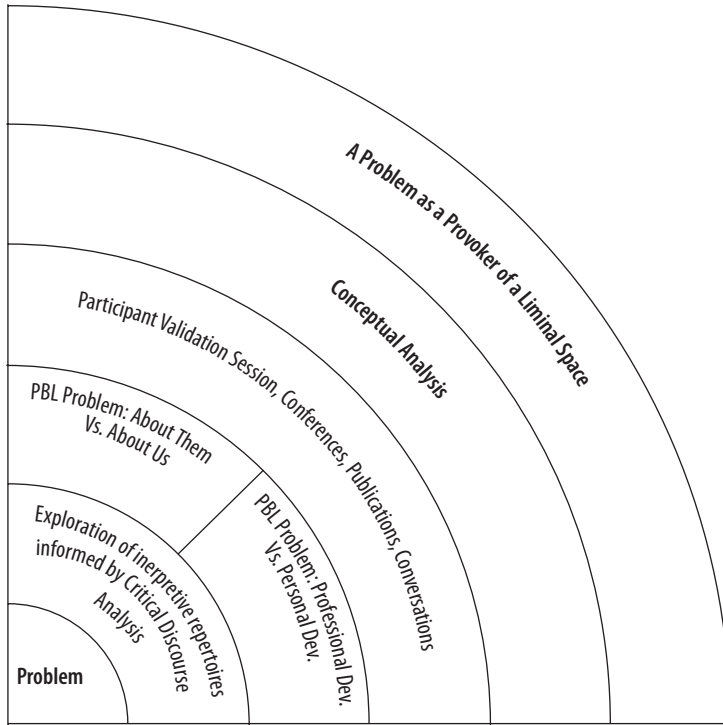 A Problem as a Provoker of a Liminal Space
Conceptual Analysis
Participant Validation Session, Conferences, Publications, Conversations
PBL Problem: About Them
Vs. About Us
PBL Problem: Professional Dev.
Vs. Personal Dev.
Exploration of inerpretive repertoires
informed by Critical Discourse
Analysis
Problem